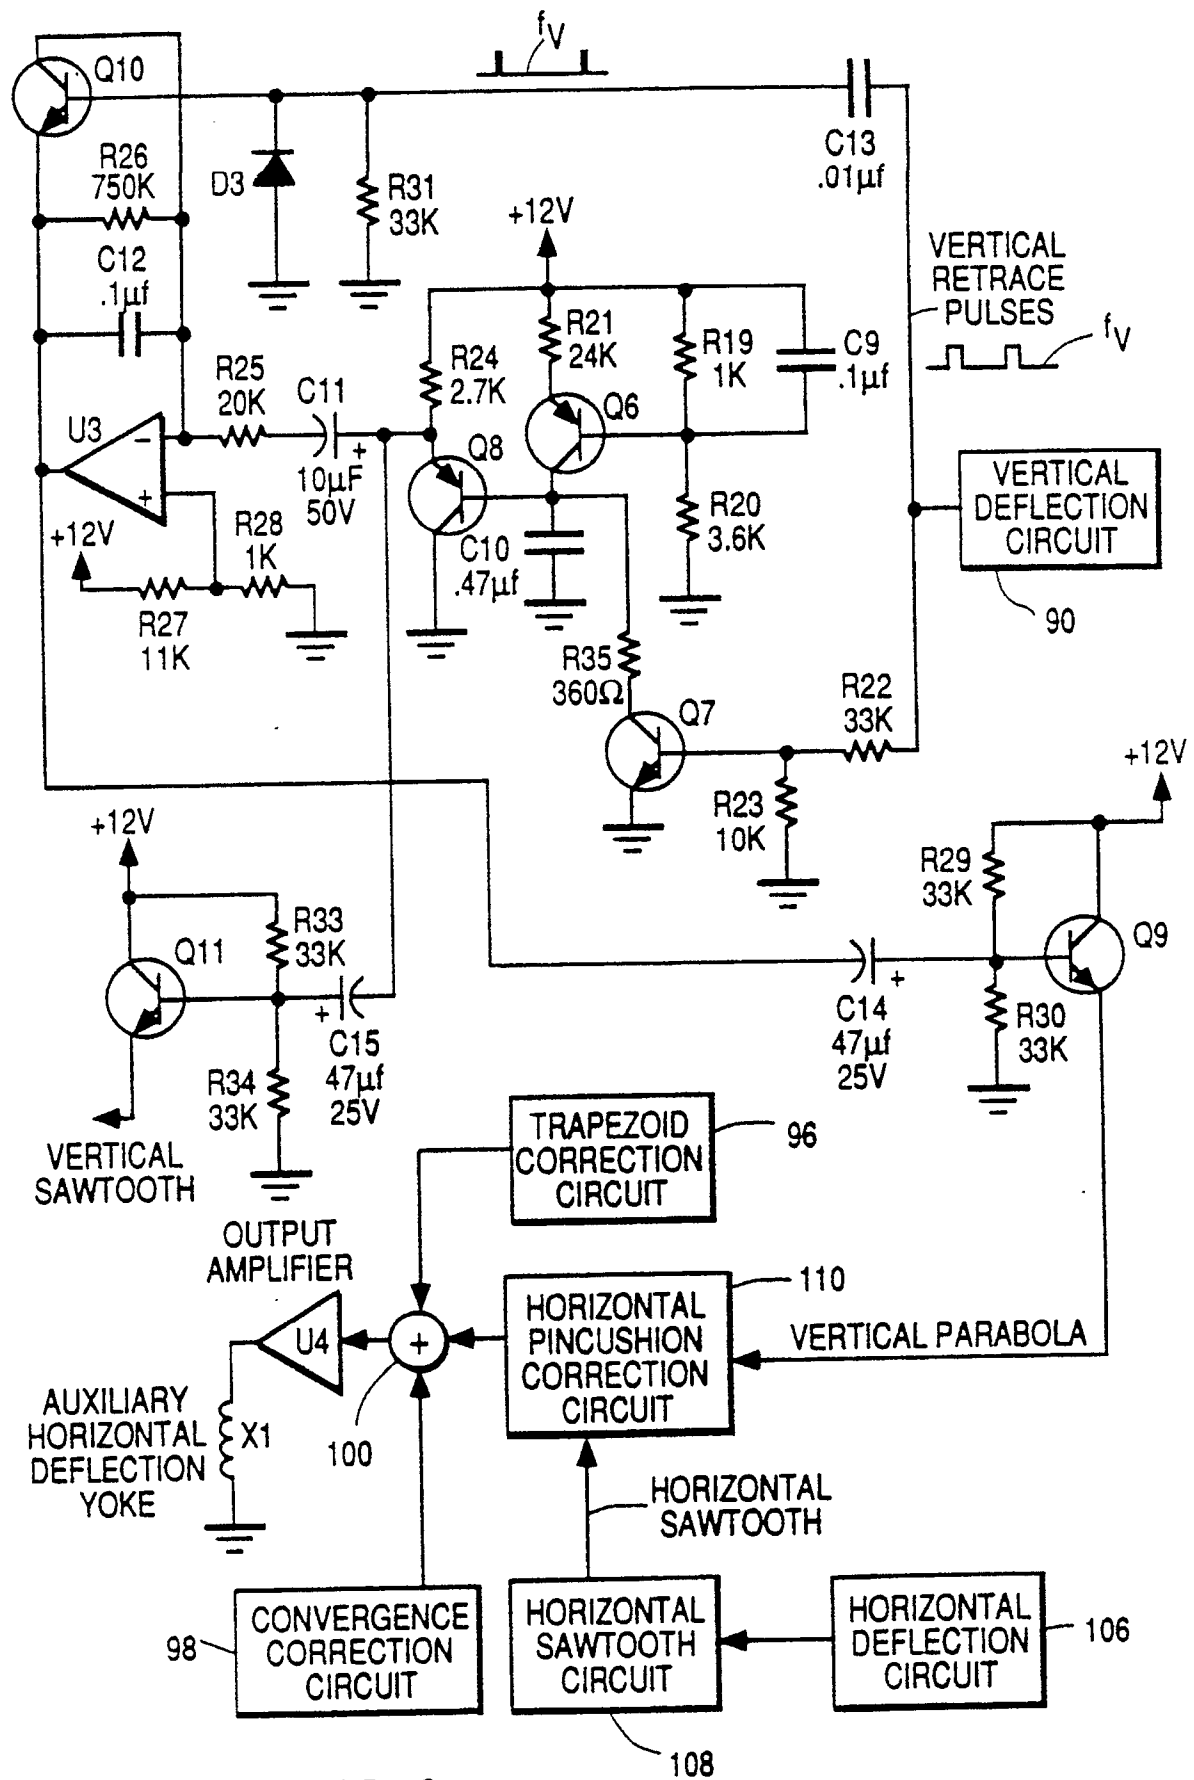 fV
Q10
C13
.01µf
R26
750K
D3
R31
33K
+12V
VERTICAL
RETRACE
PULSES
fV
C12
.1µf
R21
24K
R19
1K
C9
.1µf
R24
2.7K
R25
20K
C11
+
10µF
50V
Q6
Q8
U3
−
+
VERTICAL
DEFLECTION
CIRCUIT
90
+12V
R28
1K
C10
.47µf
R20
3.6K
R27
11K
R35
360Ω
R22
33K
Q7
R23
10K
+12V
+12V
R29
33K
Q9
Q11
R33
33K
+
C15
47µf
25V
+
C14
47µf
25V
R30
33K
R34
33K
VERTICAL
SAWTOOTH
TRAPEZOID
CORRECTION
CIRCUIT
96
OUTPUT
AMPLIFIER
U4
+
100
HORIZONTAL
PINCUSHION
CORRECTION
CIRCUIT
110
VERTICAL PARABOLA
AUXILIARY
HORIZONTAL
DEFLECTION
YOKE
X1
HORIZONTAL
SAWTOOTH
98
CONVERGENCE
CORRECTION
CIRCUIT
HORIZONTAL
SAWTOOTH
CIRCUIT
108
HORIZONTAL
DEFLECTION
CIRCUIT
106